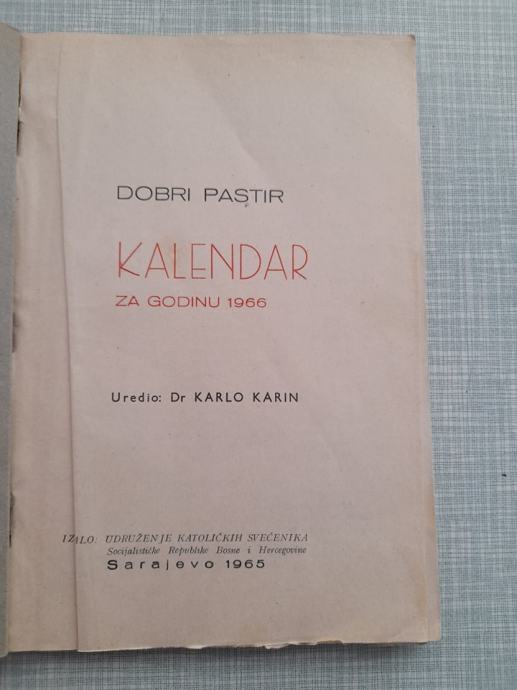 DOBRI PASTIR
KALENDAR
ZA GODINU 1966
Uredio: Dr KARLO KARIN
IZALO: UDRUŽENJE KATOLIČKIH SVEĆENIKA
Socijalističke Republike Bosne i Hercegovine
Sarajevo 1965